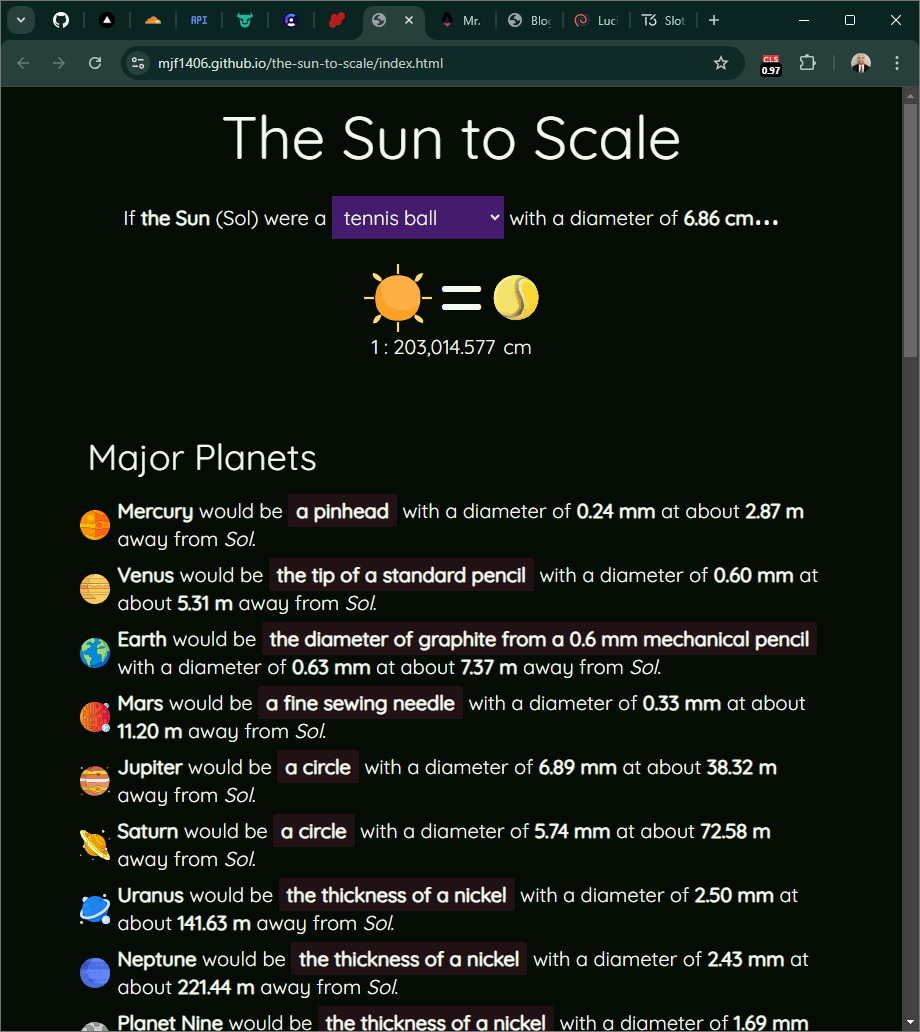 API
Mr.
Blo
Luci
T3
Slot
mjf1406.github.io/the-sun-to-scale/index.html
CLS
0.97
The Sun to Scale
If the Sun (Sol) were a tennis ball with a diameter of 6.86 cm...
1 : 203,014.577 cm
Major Planets
Mercury would be a pinhead with a diameter of 0.24 mm at about 2.87 m
away from Sol.
Venus would be the tip of a standard pencil with a diameter of 0.60 mm at
about 5.31 m away from Sol.
Earth would be the diameter of graphite from a 0.6 mm mechanical pencil
with a diameter of 0.63 mm at about 7.37 m away from Sol.
Mars would be a fine sewing needle with a diameter of 0.33 mm at about
11.20 m away from Sol.
Jupiter would be a circle with a diameter of 6.89 mm at about 38.32 m
away from Sol.
Saturn would be a circle with a diameter of 5.74 mm at about 72.58 m
away from Sol.
Uranus would be the thickness of a nickel with a diameter of 2.50 mm at
about 141.63 m away from Sol.
Neptune would be the thickness of a nickel with a diameter of 2.43 mm at
about 221.44 m away from Sol.
Planet Nine would be the thickness of a nickel with a diameter of 1.69 mm